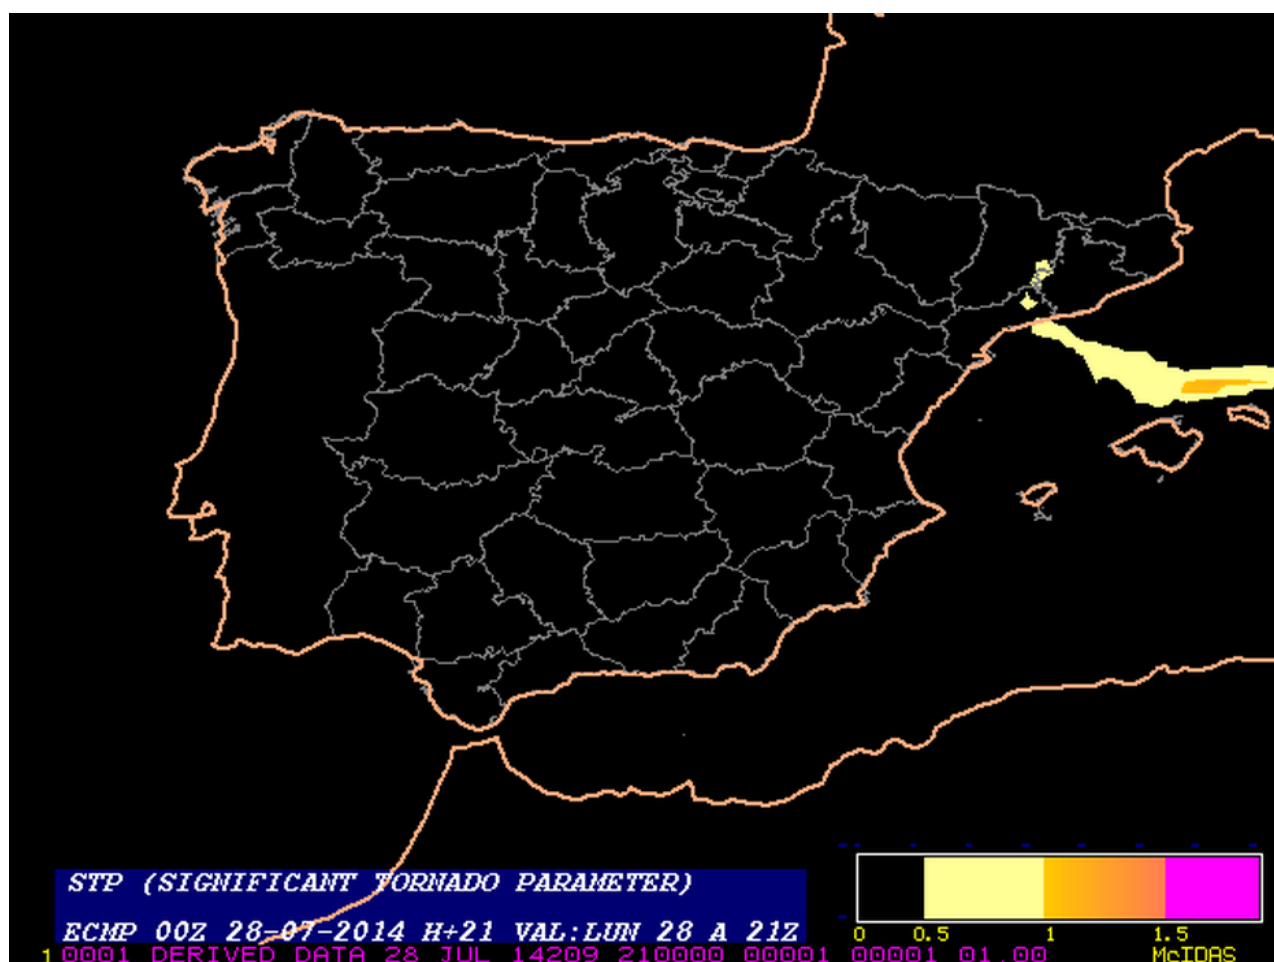 STP (SIGNIFICANT TORNADO PARAMETER)
ECMP 00Z 28-07-2014 H+21 VAL:LUN 28 A 21Z
0 0.5 1 1.5
1 0001 DERIVED DATA 28 JUL 14209 210000 00001 00001 01.00 McIDAS